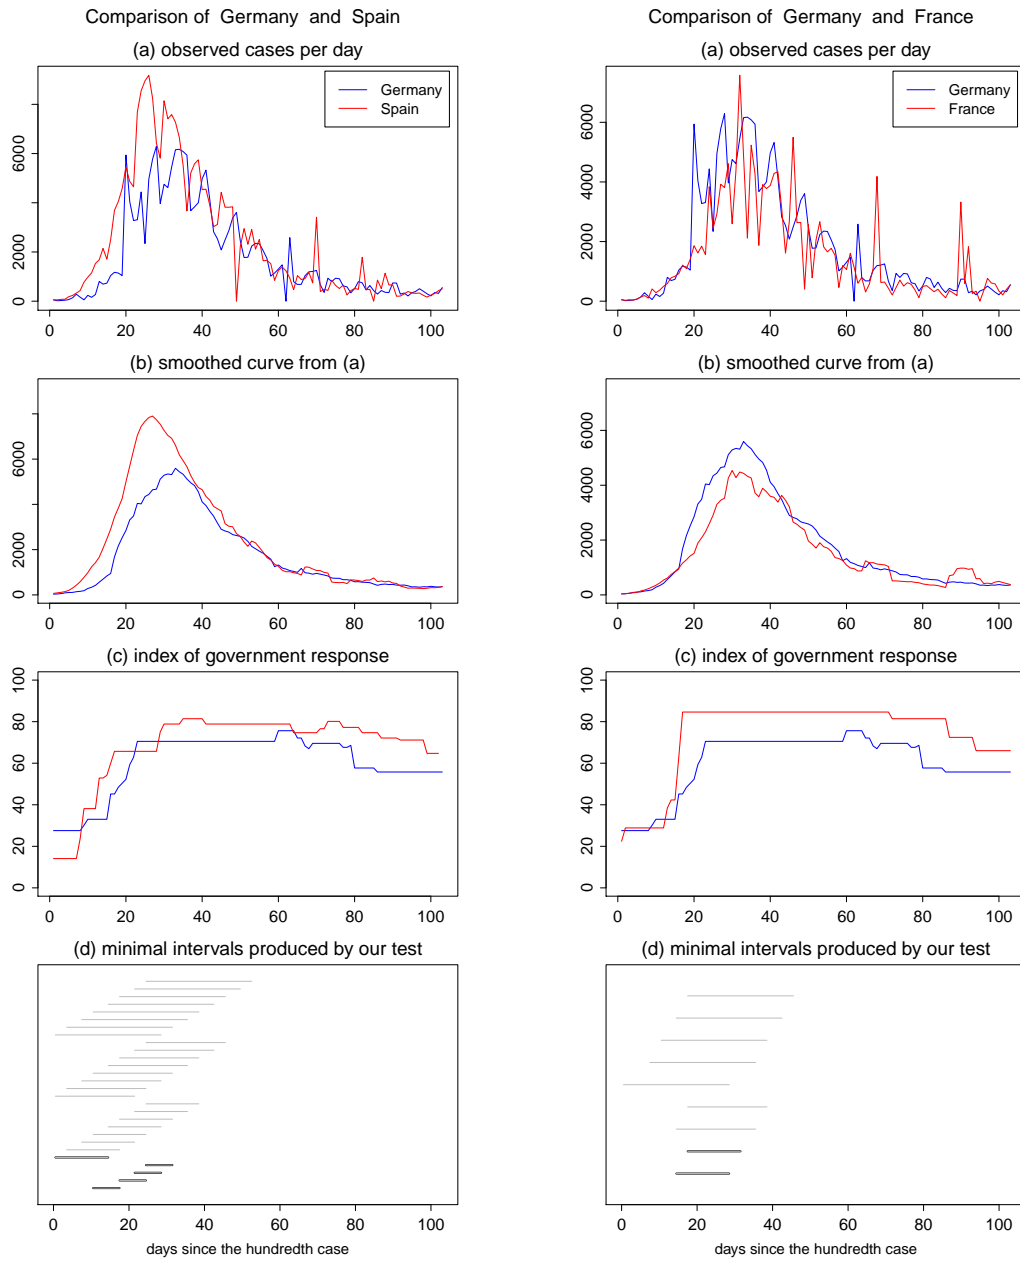 Comparison of Germany and Spain
(a) observed cases per day
Germany
Spain
0 2000 6000
0 20 40 60 80 100
(b) smoothed curve from (a)
0 2000 6000
0 20 40 60 80 100
(c) index of government response
0 20 40 60 80 100
0 20 40 60 80 100
(d) minimal intervals produced by our test
0 20 40 60 80 100
days since the hundredth case
Comparison of Germany and France
(a) observed cases per day
Germany
France
0 2000 4000 6000
0 20 40 60 80 100
(b) smoothed curve from (a)
0 2000 4000 6000
0 20 40 60 80 100
(c) index of government response
0 20 40 60 80 100
0 20 40 60 80 100
(d) minimal intervals produced by our test
0 20 40 60 80 100
days since the hundredth case